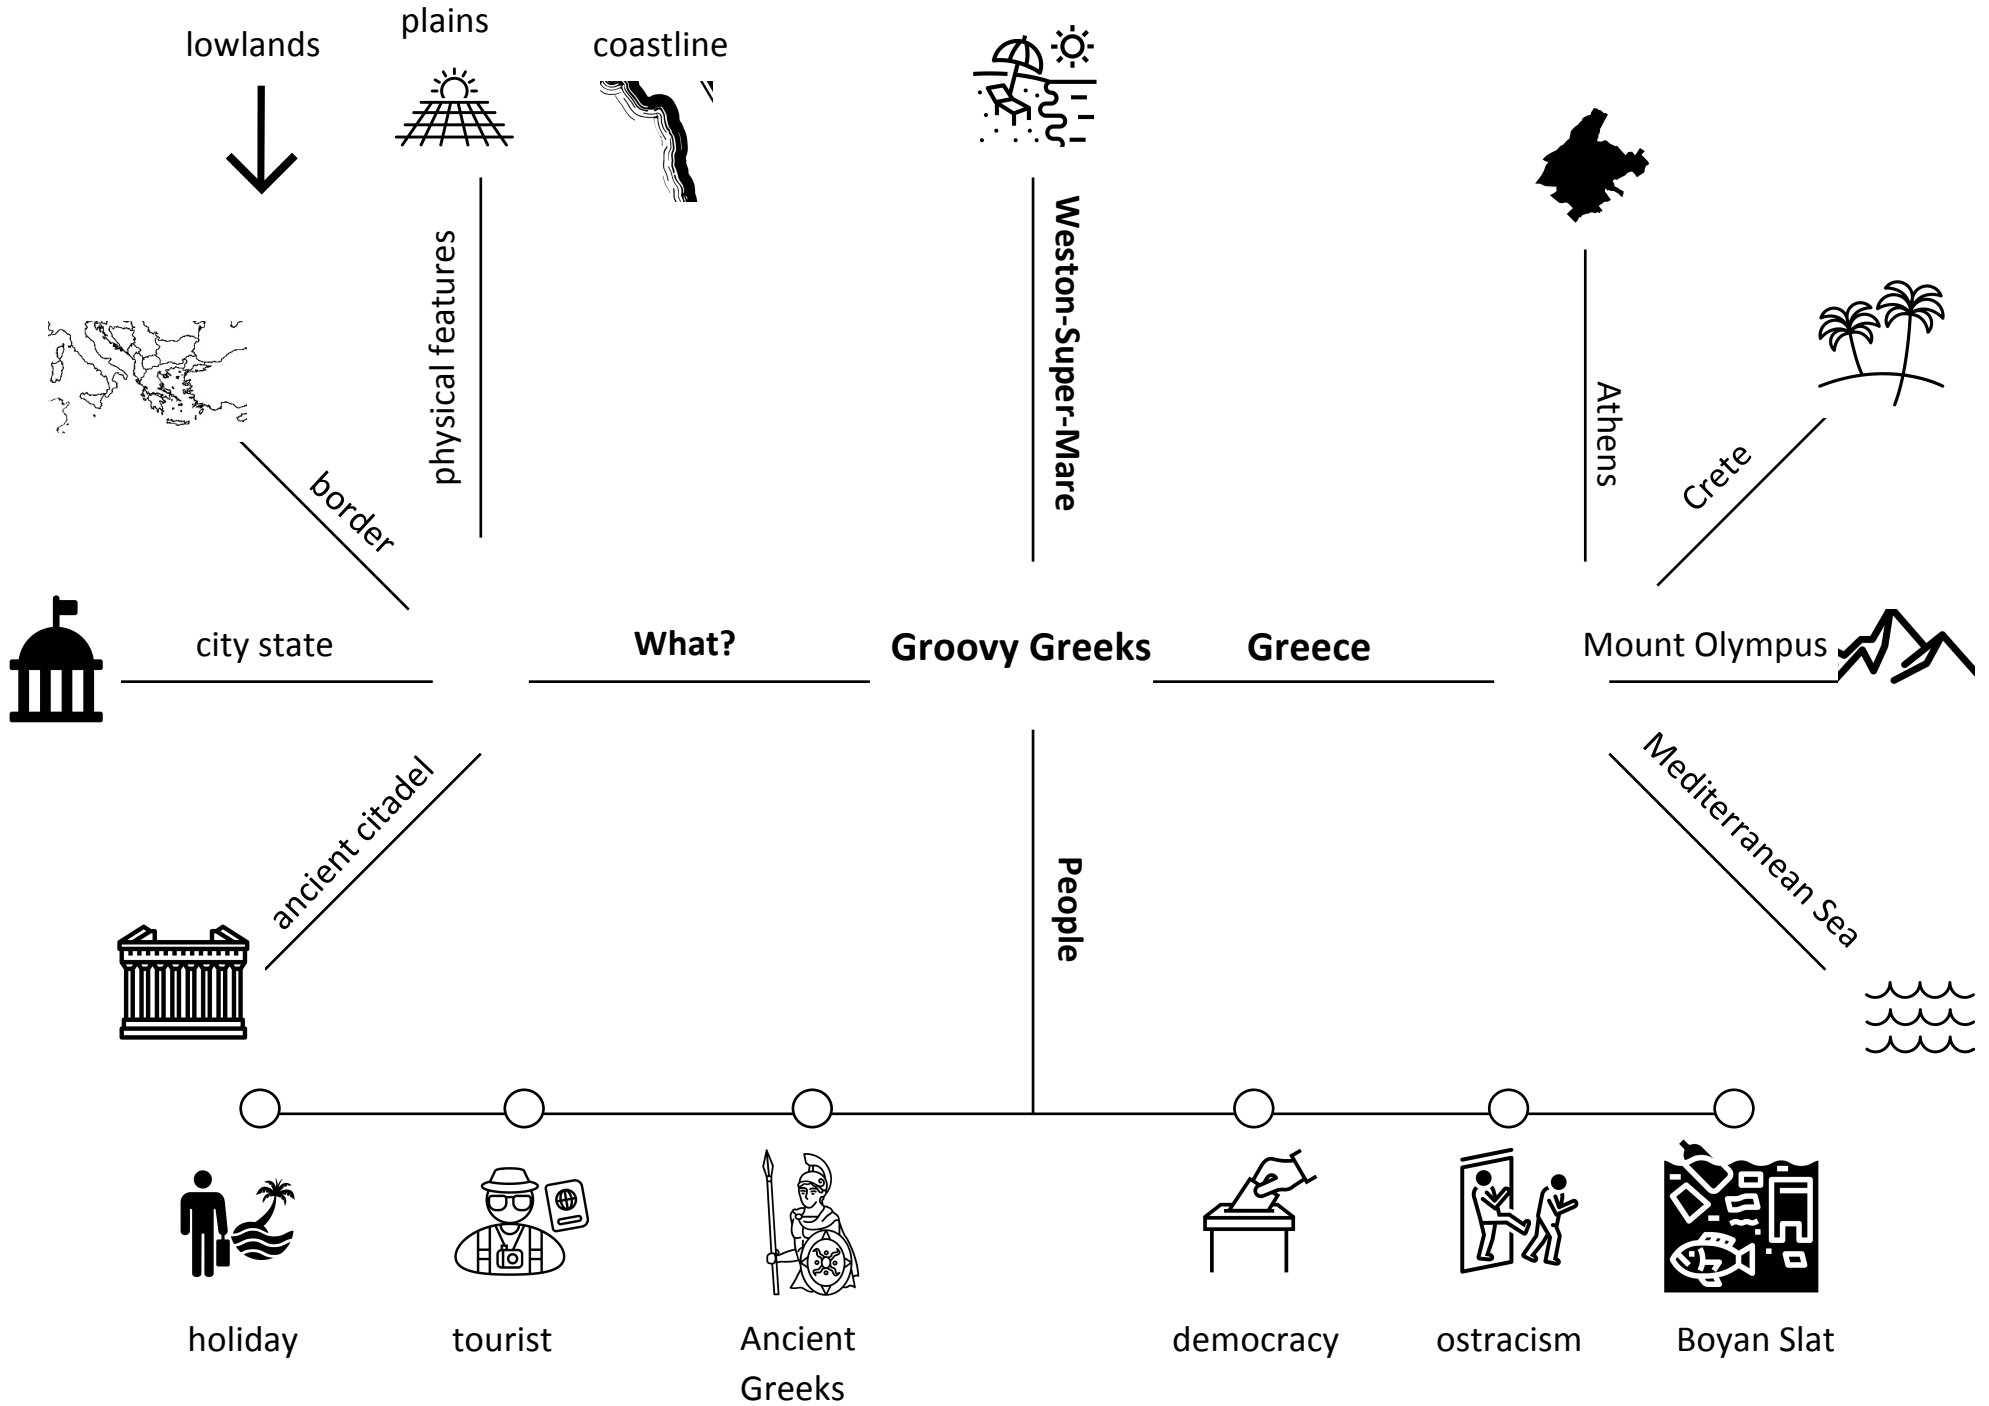 plains
lowlands
coastline
physical features
Weston-Super-Mare
Athens
Crete
border
city state
What?
Groovy Greeks
Greece
Mount Olympus
ancient citadel
Mediterranean Sea
People
holiday
tourist
Ancient
Greeks
democracy
ostracism
Boyan Slat